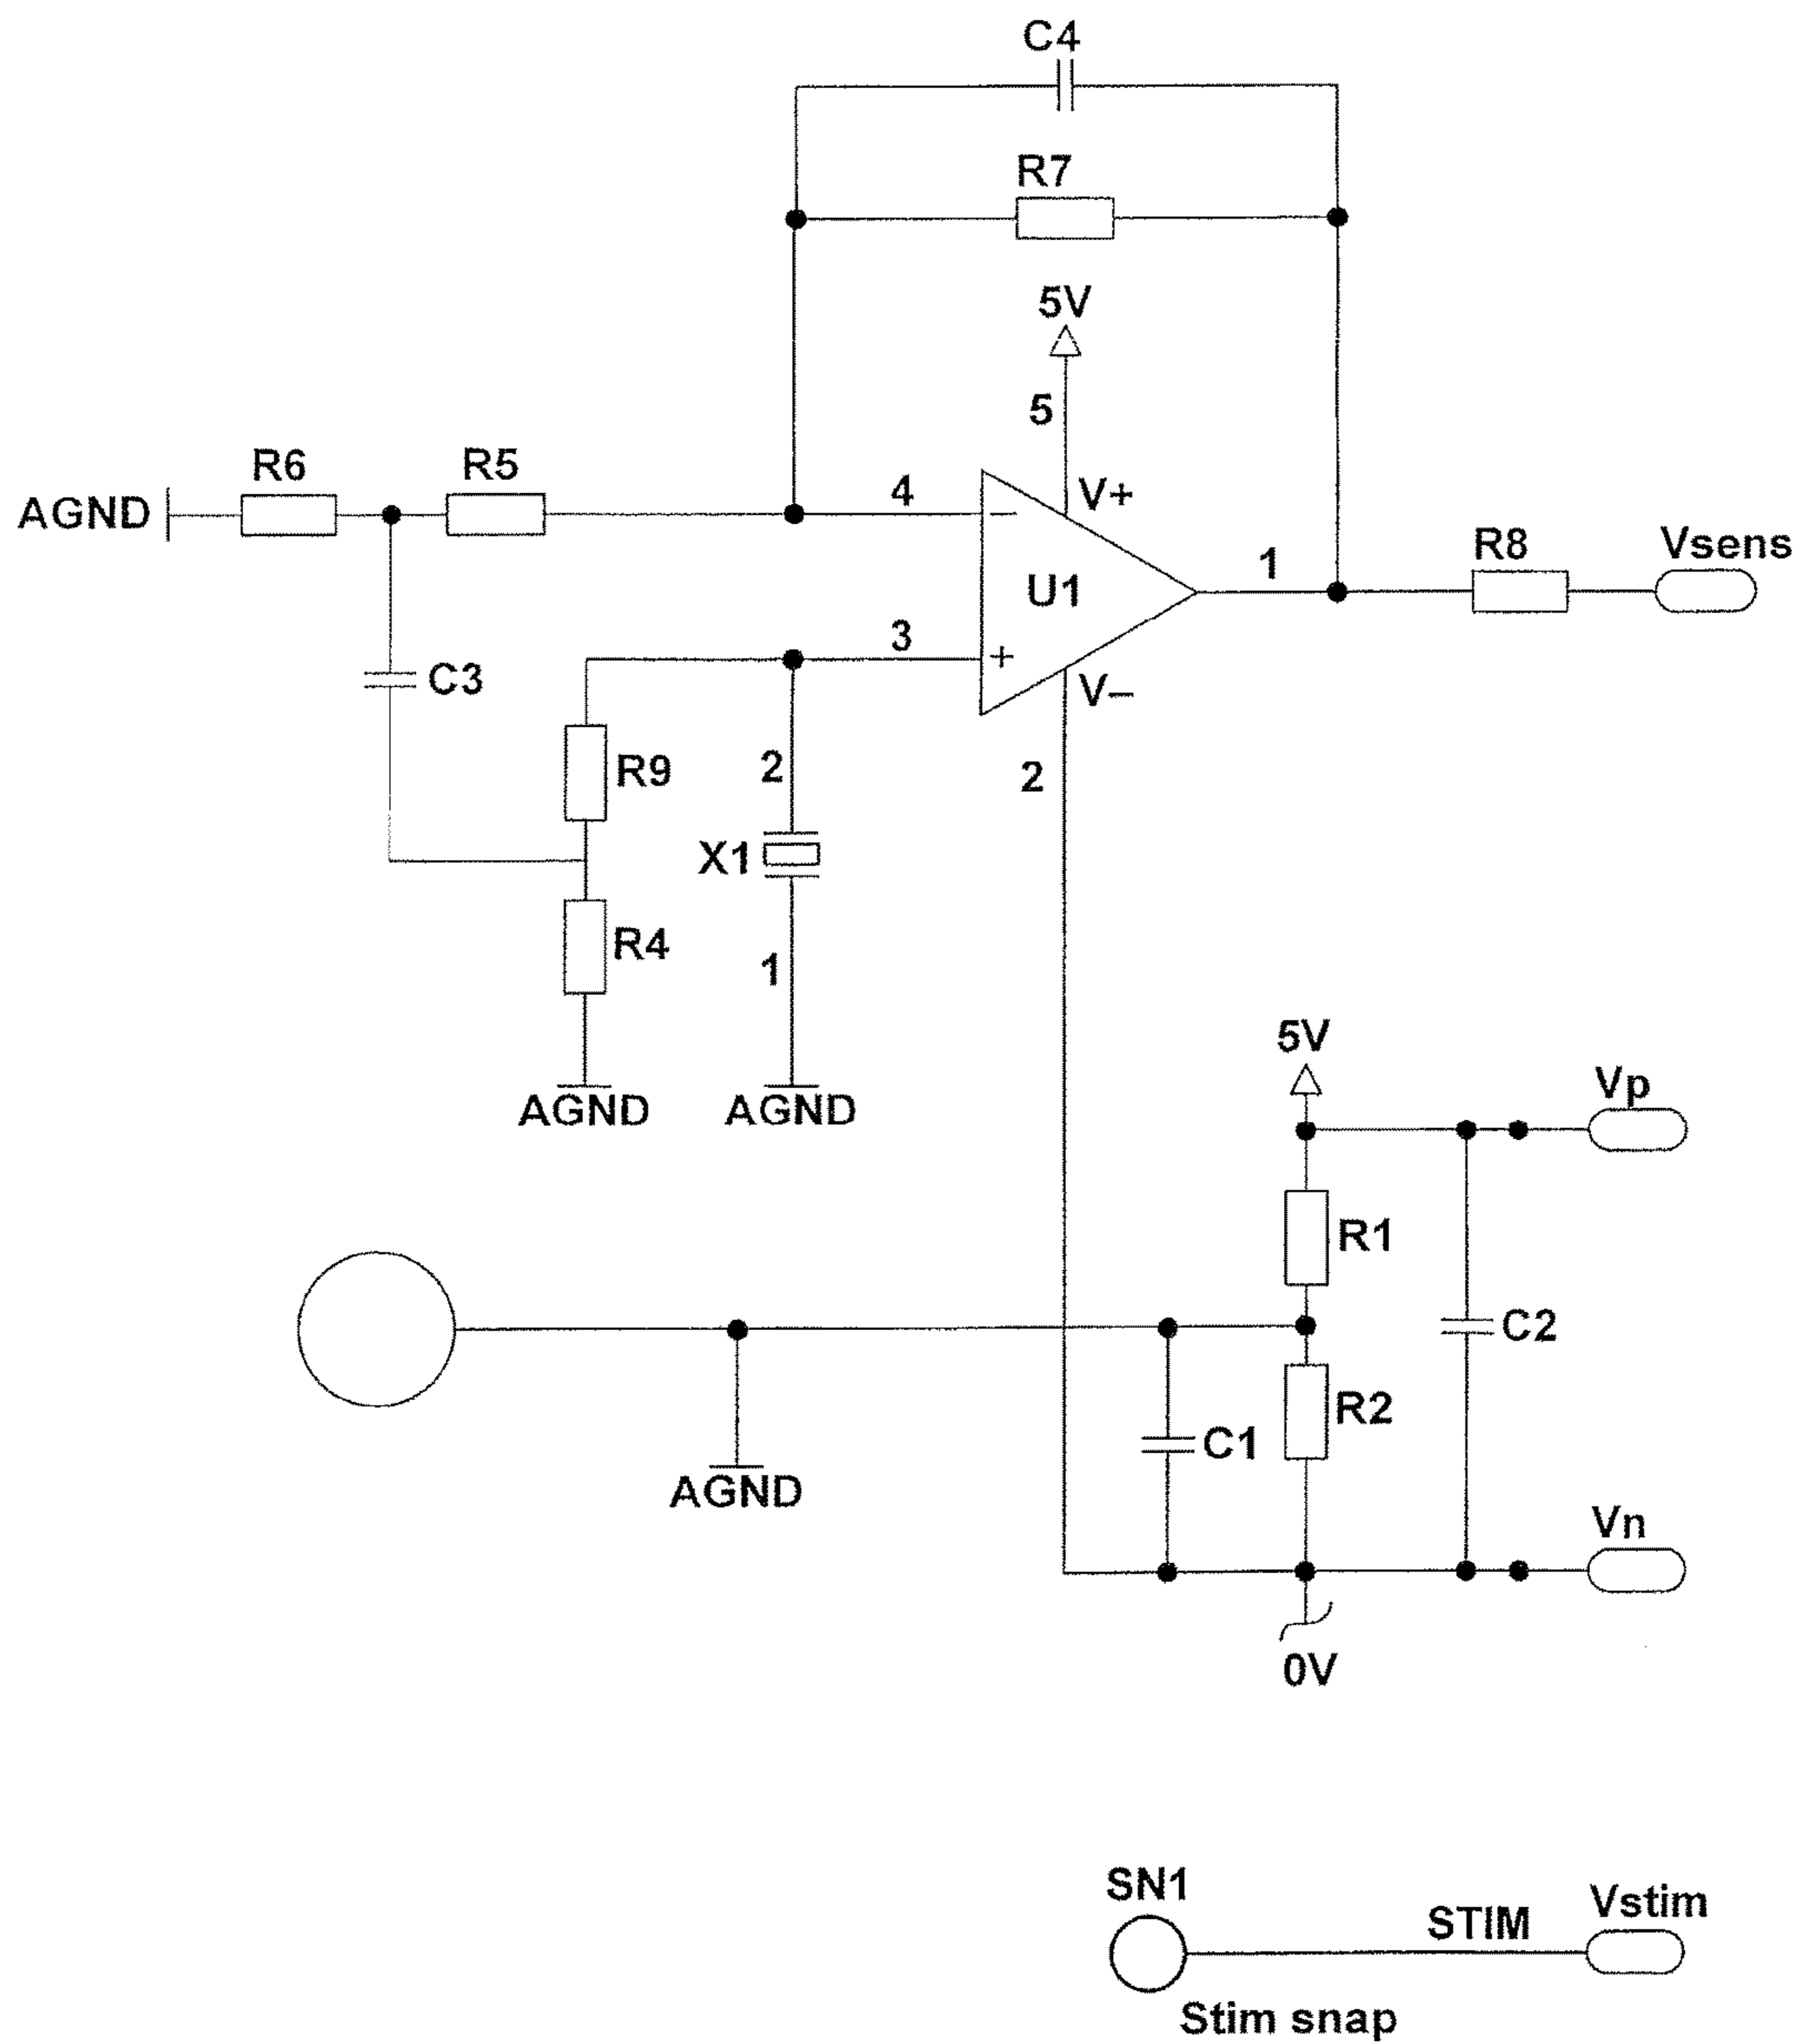 C4
R7
5V
5
R6 R5
AGND
4
V+
−
U1
1
R8 Vsens
3
+
V−
C3
R9
2
2
X1
R4
1
AGND AGND
5V
Vp
R1
C2
R2
C1
AGND
Vn
0V
SN1
STIM Vstim
Stim snap